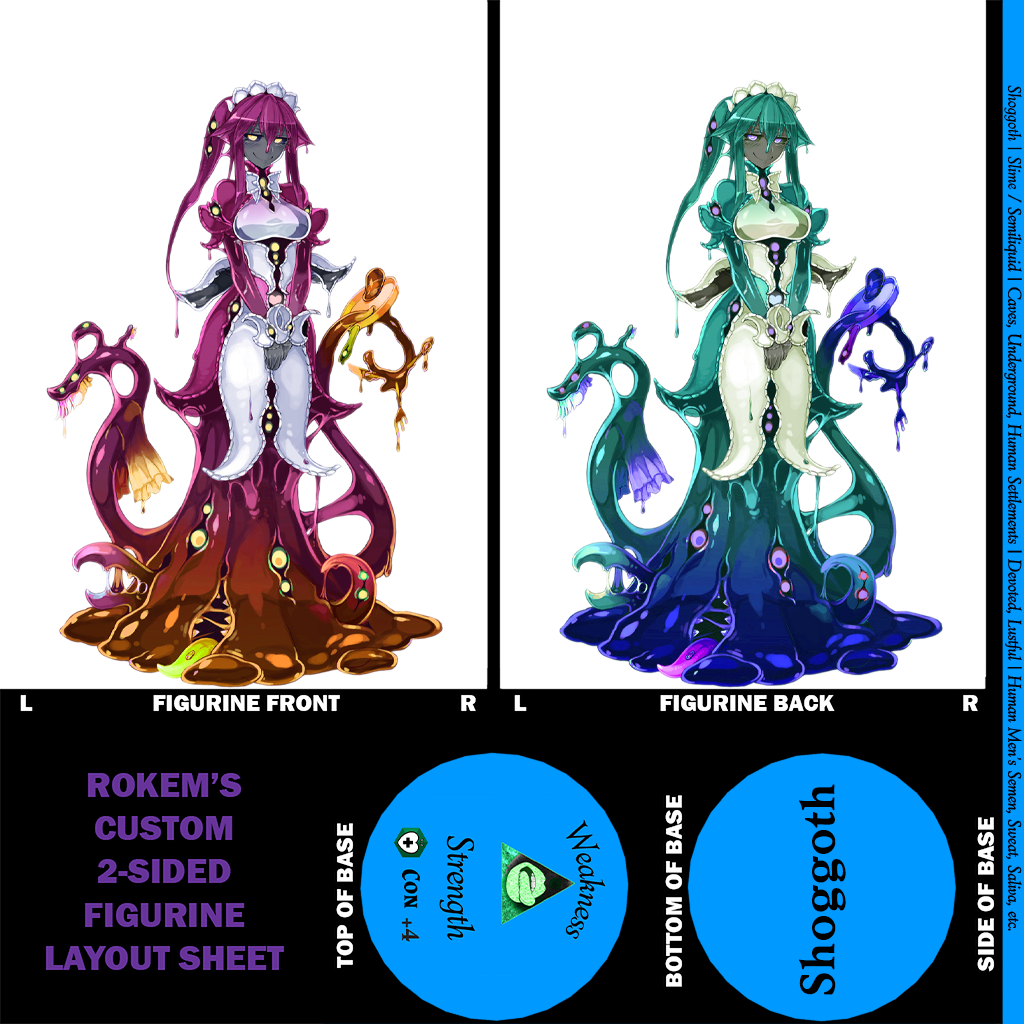 L FIGURINE FRONT R
L FIGURINE BACK R
ROKEM'S
CUSTOM
2-SIDED
FIGURINE
LAYOUT SHEET
TOP OF BASE
Weakness
Strength
CON +4
BOTTOM OF BASE
Shoggoth
SIDE OF BASE
Shoggoth | Slime / Semiliquid | Caves, Underground, Human Settlements | Devoted, Lustful | Human Men's Semen, Sweat, Saliva, etc.